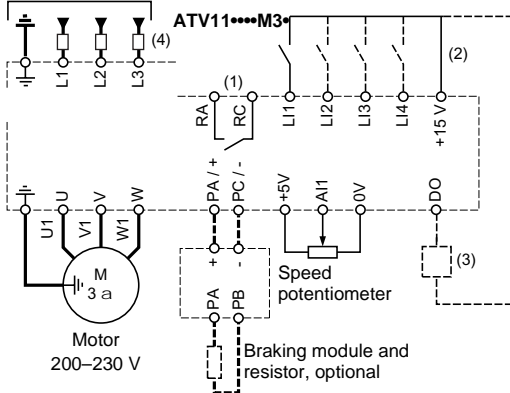 ATV11••••M3•
(4)
(2)
L1
L2
L3
(1)
RA
RC
LI1
LI2
LI3
LI4
+15 V
U
V
W
PA / +
PC / -
+5V
AI1
0V
DO
U1
V1
W1
M
3 a
+
-
(3)
PA
PB
Speed
potentiometer
Motor
200–230 V
Braking module and
resistor, optional